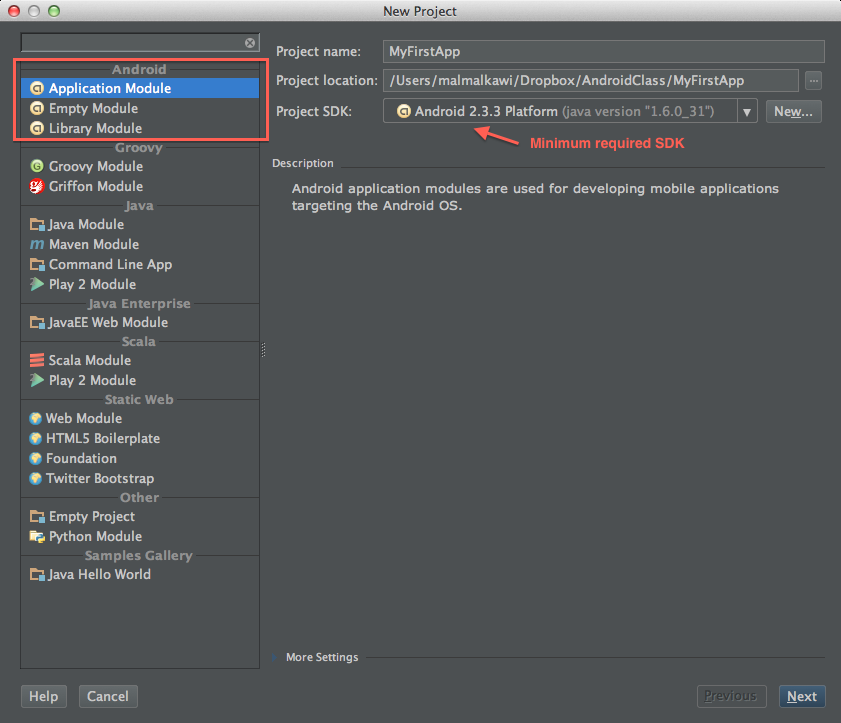 New Project
Android
Application Module
Empty Module
Library Module
Groovy
Groovy Module
Griffon Module
Java
Java Module
Maven Module
Command Line App
Play 2 Module
Java Enterprise
JavaEE Web Module
Scala
Scala Module
Play 2 Module
Static Web
Web Module
HTML5 Boilerplate
Foundation
Twitter Bootstrap
Other
Empty Project
Python Module
Samples Gallery
Java Hello World
Project name: MyFirstApp
Project location: /Users/malmalkawi/Dropbox/AndroidClass/MyFirstApp ...
Project SDK: Android 2.3.3 Platform (java version "1.6.0_31") New...
Minimum required SDK
Description
Android application modules are used for developing mobile applications
targeting the Android OS.
More Settings
Help Cancel Previous Next